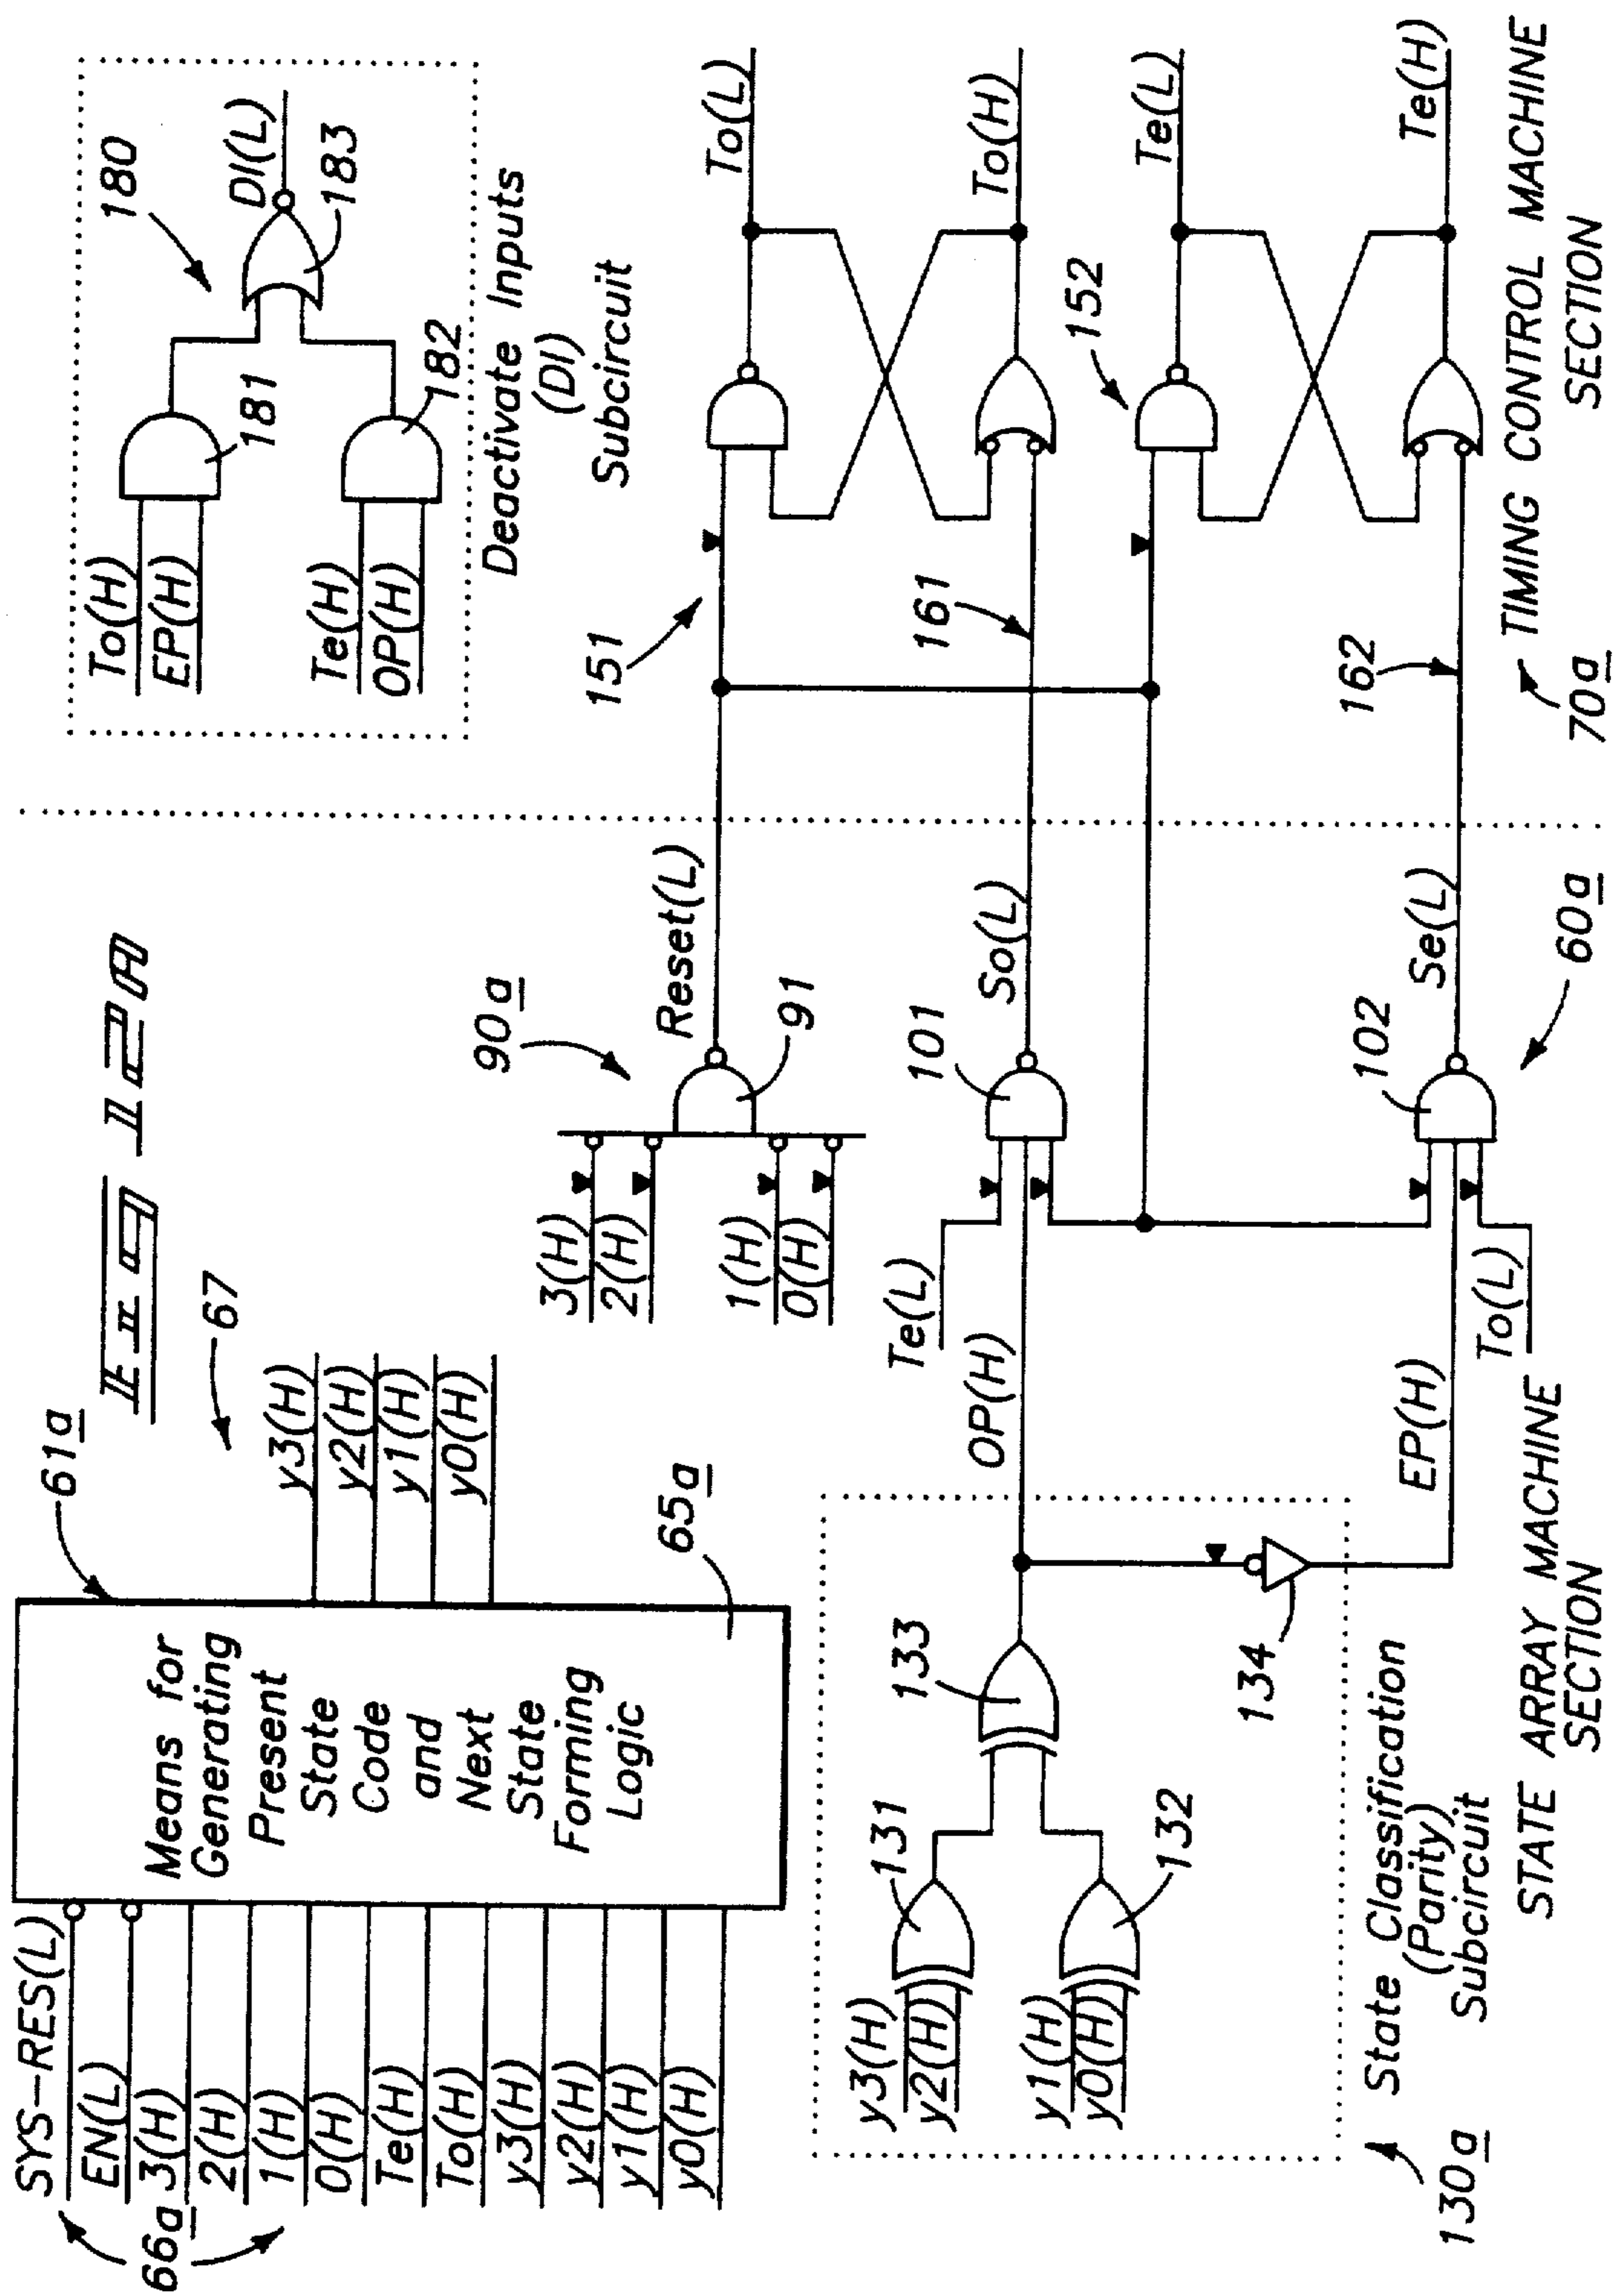 Fig 12A
SYS-RES(L)
EN(L)
3(H)
2(H)
1(H)
0(H)
Te(H)
To(H)
y3(H)
y2(H)
y1(H)
y0(H)
66a
Means for
Generating
Present
State
Code
and
Next
State
Forming
Logic
61a
65a
67
y3(H)
y2(H)
y1(H)
y0(H)
90a
3(H)
2(H)
1(H)
0(H)
91
Reset(L)
y3(H)
y2(H)
y1(H)
y0(H)
131
132
133
134
130a
State Classification
(Parity)
Subcircuit
OP(H)
EP(H)
Te(L)
To(L)
101
102
So(L)
Se(L)
60a
STATE ARRAY MACHINE
SECTION
180
To(H)
EP(H)
Te(H)
OP(H)
181
182
183
DI(L)
Deactivate Inputs
(DI)
Subcircuit
151
161
152
162
To(L)
To(H)
Te(L)
Te(H)
70a
TIMING CONTROL MACHINE
SECTION